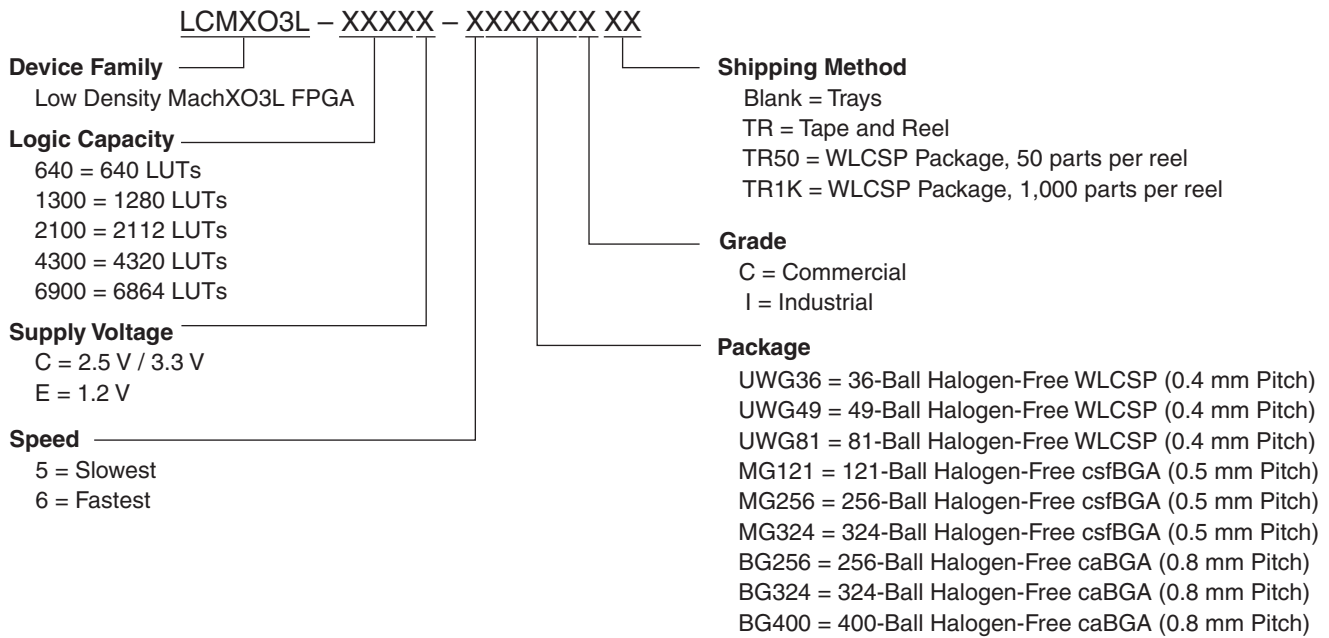 LCMXO3L – XXXXX – XXXXXXX XX
Device Family
Low Density MachXO3L FPGA
Logic Capacity
640 = 640 LUTs
1300 = 1280 LUTs
2100 = 2112 LUTs
4300 = 4320 LUTs
6900 = 6864 LUTs
Supply Voltage
C = 2.5 V / 3.3 V
E = 1.2 V
Speed
5 = Slowest
6 = Fastest
Shipping Method
Blank = Trays
TR = Tape and Reel
TR50 = WLCSP Package, 50 parts per reel
TR1K = WLCSP Package, 1,000 parts per reel
Grade
C = Commercial
I = Industrial
Package
UWG36 = 36-Ball Halogen-Free WLCSP (0.4 mm Pitch)
UWG49 = 49-Ball Halogen-Free WLCSP (0.4 mm Pitch)
UWG81 = 81-Ball Halogen-Free WLCSP (0.4 mm Pitch)
MG121 = 121-Ball Halogen-Free csfBGA (0.5 mm Pitch)
MG256 = 256-Ball Halogen-Free csfBGA (0.5 mm Pitch)
MG324 = 324-Ball Halogen-Free csfBGA (0.5 mm Pitch)
BG256 = 256-Ball Halogen-Free caBGA (0.8 mm Pitch)
BG324 = 324-Ball Halogen-Free caBGA (0.8 mm Pitch)
BG400 = 400-Ball Halogen-Free caBGA (0.8 mm Pitch)